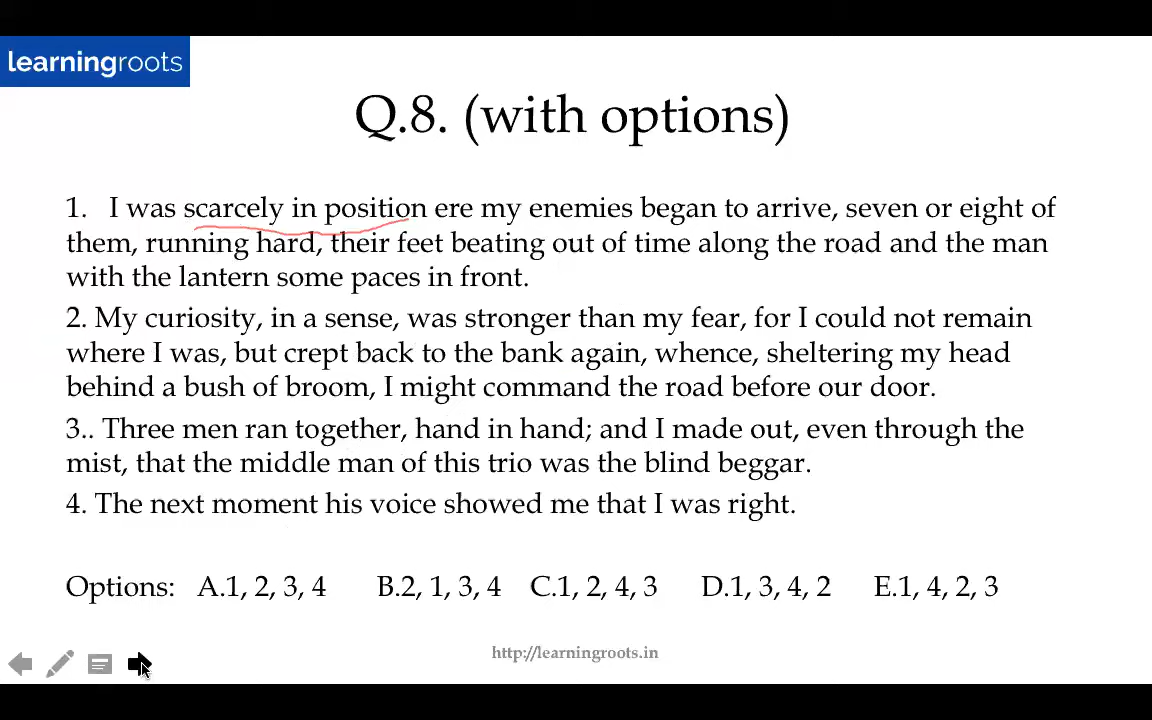 learningroots
Q.8. (with options)
1. I was scarcely in position ere my enemies began to arrive, seven or eight of
them, running hard, their feet beating out of time along the road and the man
with the lantern some paces in front.
2. My curiosity, in a sense, was stronger than my fear, for I could not remain
where I was, but crept back to the bank again, whence, sheltering my head
behind a bush of broom, I might command the road before our door.
3.. Three men ran together, hand in hand; and I made out, even through the
mist, that the middle man of this trio was the blind beggar.
4. The next moment his voice showed me that I was right.
Options: A.1, 2, 3, 4 B.2, 1, 3, 4 C.1, 2, 4, 3 D.1, 3, 4, 2 E.1, 4, 2, 3
http://learningroots.in